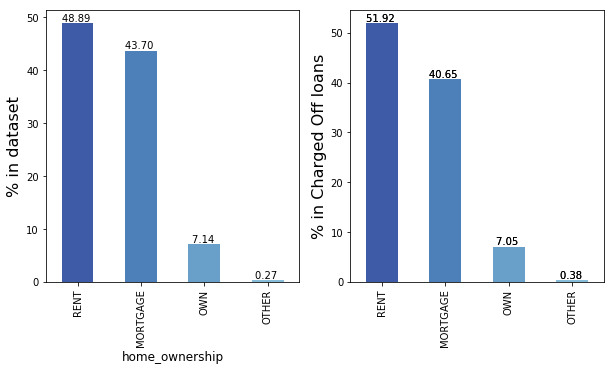 % in dataset
50
40
30
20
10
0
48.89
43.70
7.14
0.27
RENT
MORTGAGE
OWN
OTHER
home_ownership
% in Charged Off loans
50
40
30
20
10
0
51.92
40.65
7.05
0.38
RENT
MORTGAGE
OWN
OTHER